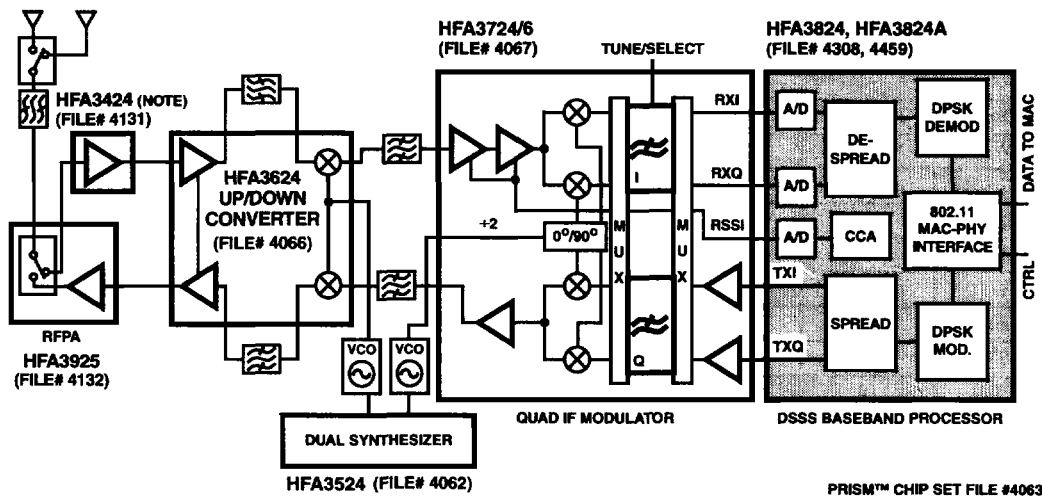 HFA3424 (NOTE)
(FILE# 4131)
HFA3624
UP/DOWN
CONVERTER
(FILE# 4066)
RFPA
HFA3925
(FILE# 4132)
VCO
VCO
DUAL SYNTHESIZER
HFA3524 (FILE# 4062)
HFA3724/6
(FILE# 4067)
TUNE/SELECT
÷2
0°/90°
I
M
U
X
M
U
X
Q
QUAD IF MODULATOR
RXI
RXQ
RSSI
TXI
TXQ
HFA3824, HFA3824A
(FILE# 4308, 4459)
A/D
A/D
A/D
DE-
SPREAD
CCA
SPREAD
DPSK
DEMOD
802.11
MAC-PHY
INTERFACE
DPSK
MOD.
DATA TO MAC
CTRL
DSSS BASEBAND PROCESSOR
PRISM™ CHIP SET FILE #4063